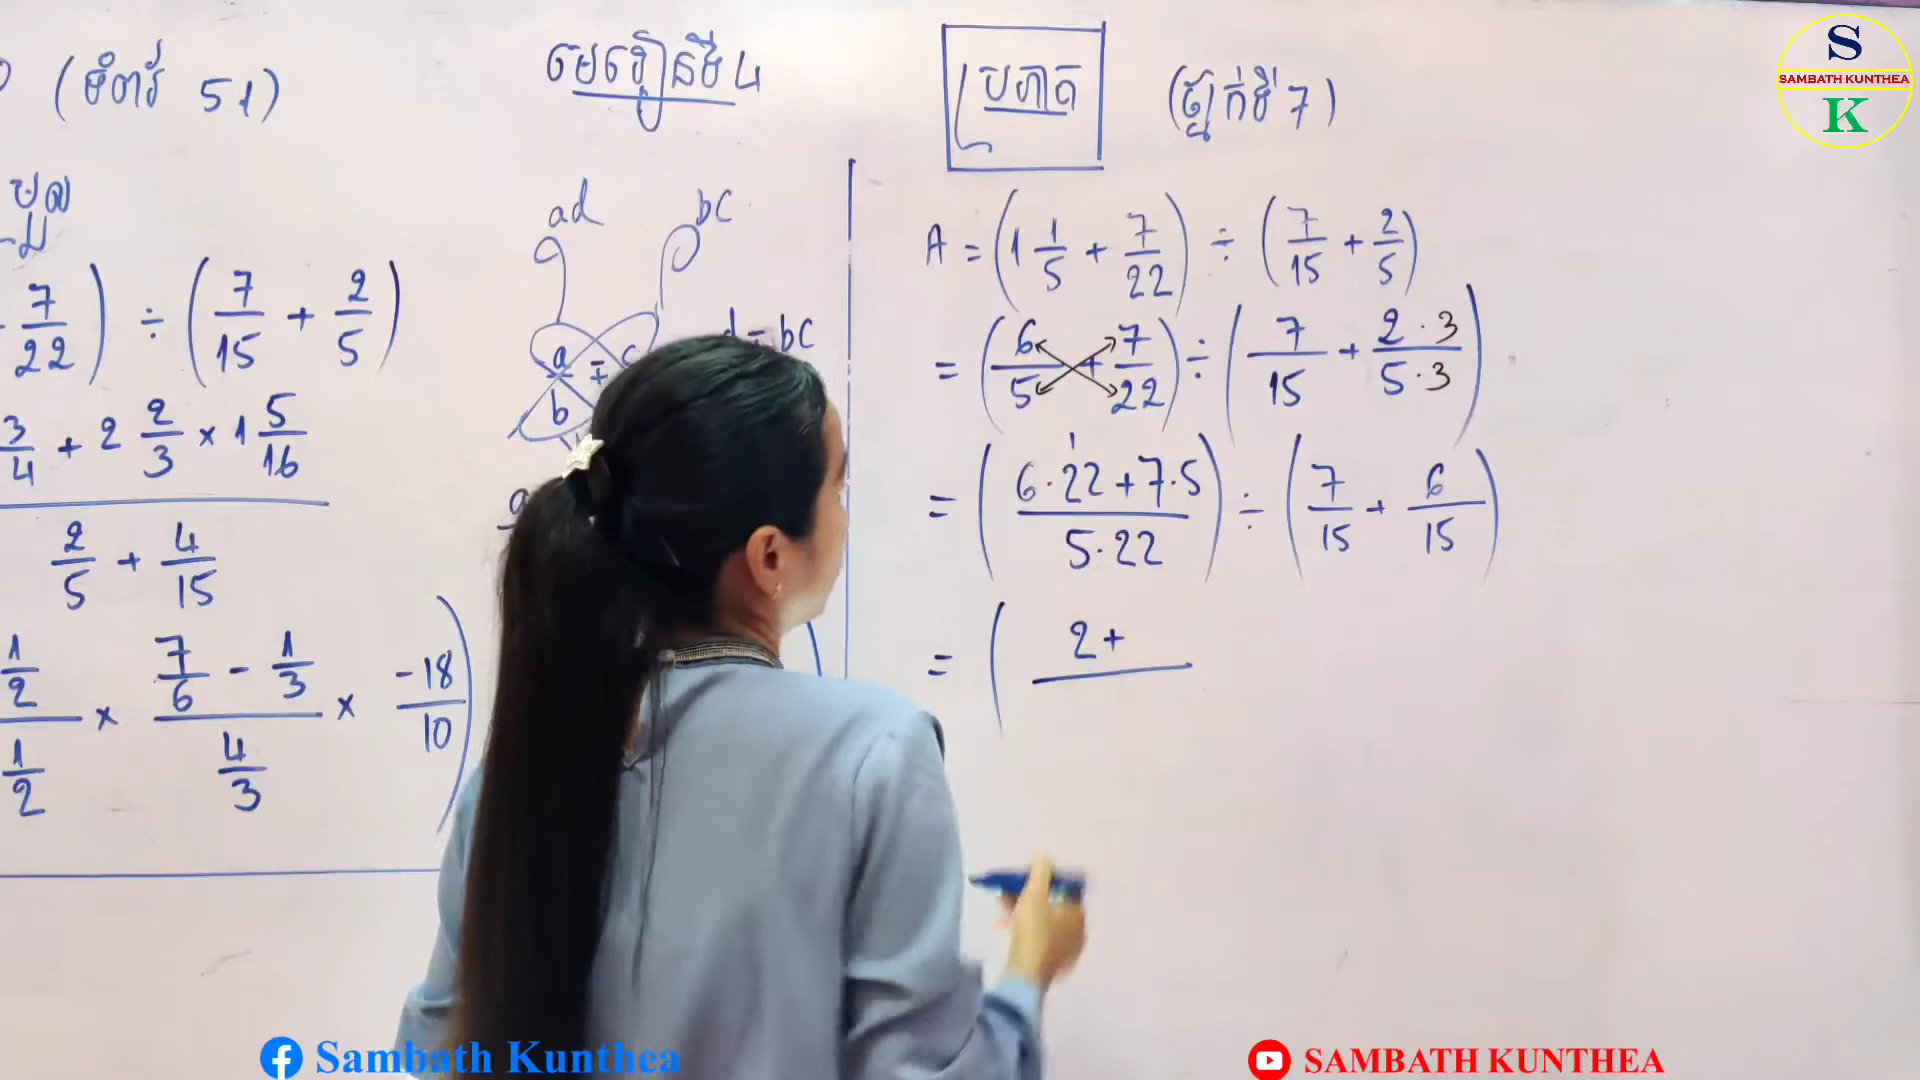 (ទំព័រ 51)
មេរៀនទី 4
ប្រភាគ
(ផ្នែកទី 7)
S
SAMBATH KUNTHEA
K
ad bc
a ∓ c
b
7/22) ÷ (7/15 + 2/5)
3/4 + 2 2/3 × 1 5/16
2/5 + 4/15
1/2 × 7/6 - 1/3 × -18/10)
1/2 4/3
A = (1 1/5 + 7/22) ÷ (7/15 + 2/5)
= (6/5 + 7/22) ÷ (7/15 + 2·3/5·3)
= (6·22+7·5/5·22) ÷ (7/15 + 6/15)
= ( 2+
Sambath Kunthea
SAMBATH KUNTHEA